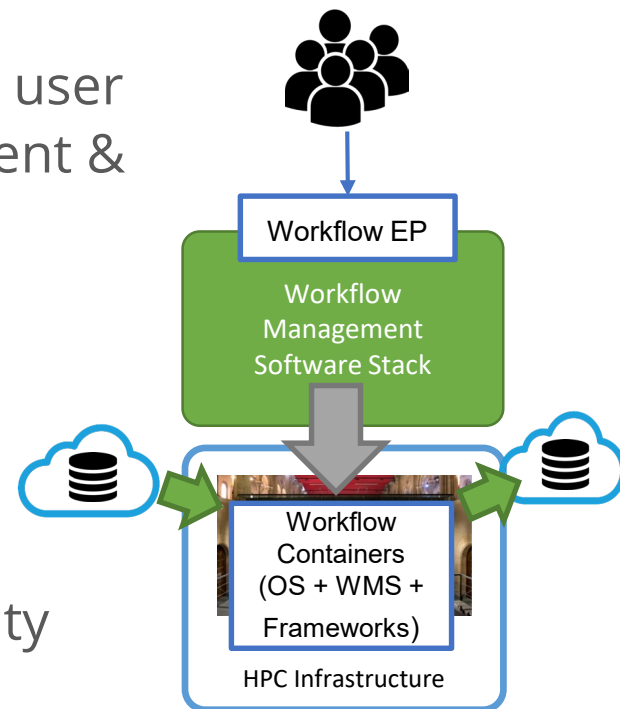 user
ent &
ty
Workflow EP
Workflow
Management
Software Stack
Workflow
Containers
(OS + WMS +
Frameworks)
HPC Infrastructure